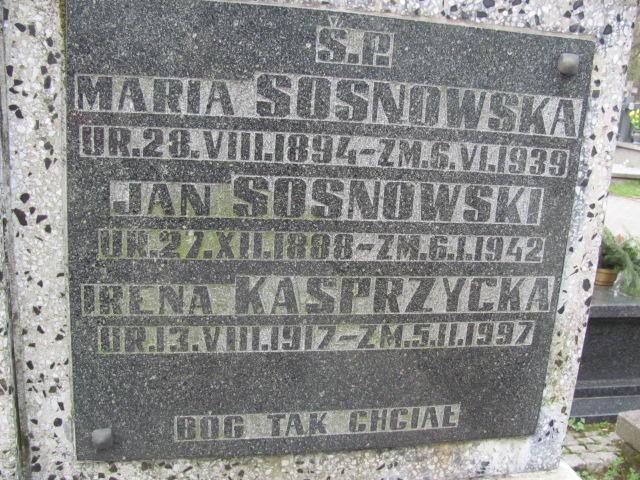 Ś.P.
MARIA SOSNOWSKA
UR.28.VIII.1894-ZM.6.VI.1939
JAN SOSNOWSKI
UR.27.XII.1888-ZM.6.I.1942
IRENA KASPRZYCKA
UR.13.VIII.1917-ZM.5.II.1997
BÓG TAK CHCIAŁ